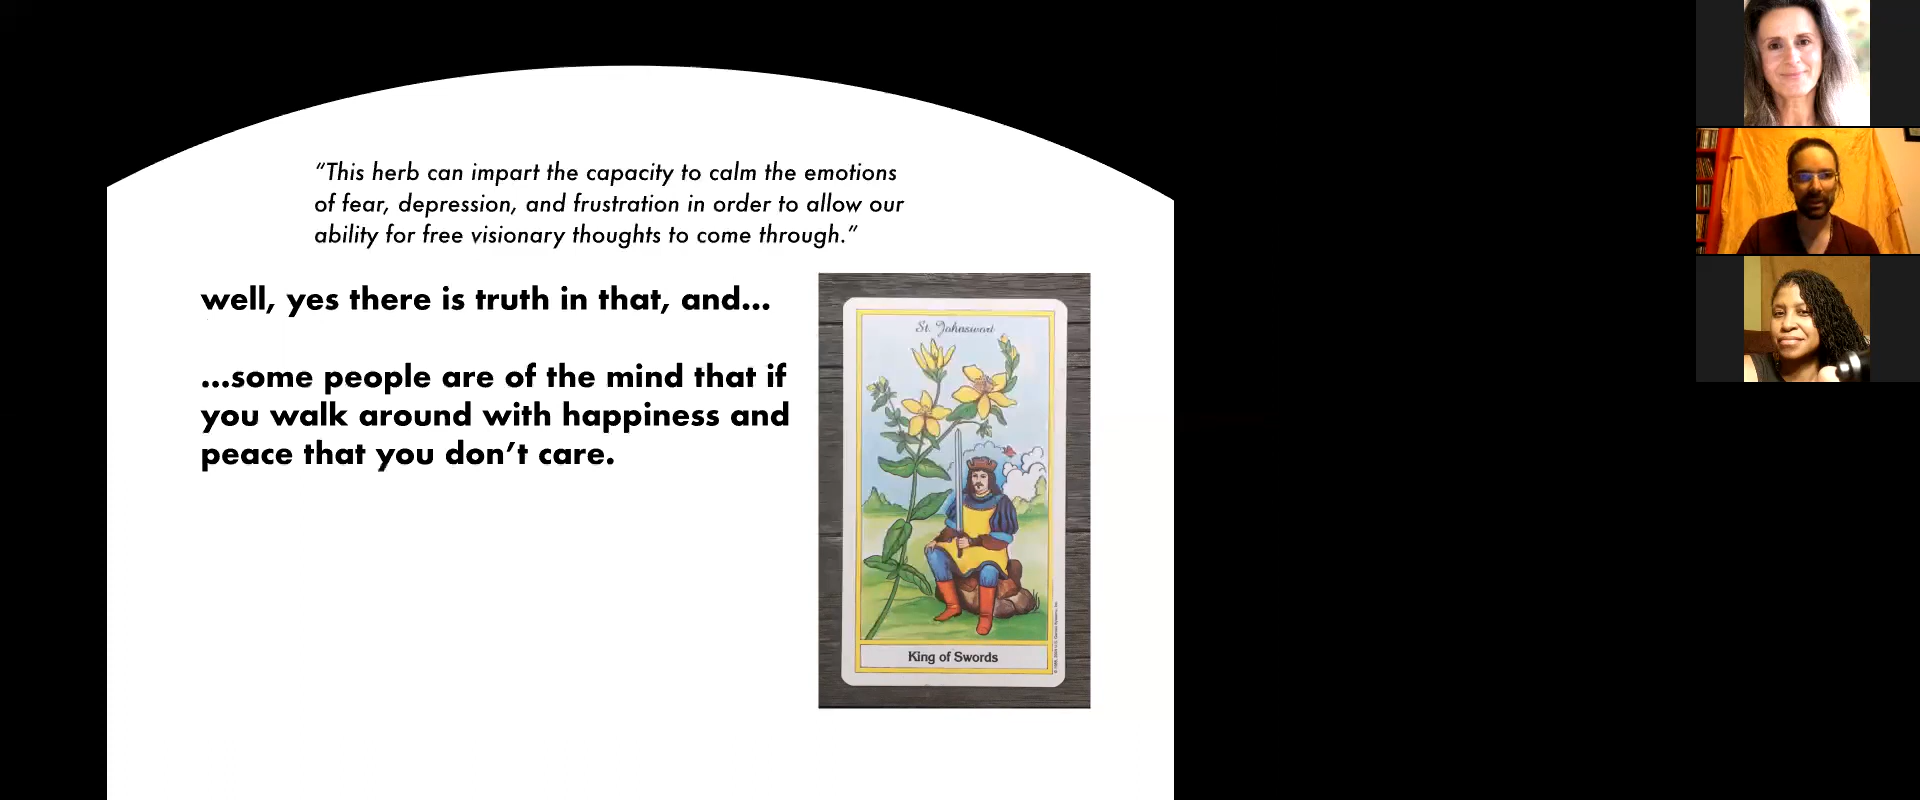 “This herb can impart the capacity to calm the emotions
of fear, depression, and frustration in order to allow our
ability for free visionary thoughts to come through.”
well, yes there is truth in that, and...
...some people are of the mind that if
you walk around with happiness and
peace that you don’t care.
St. Johnswort
King of Swords